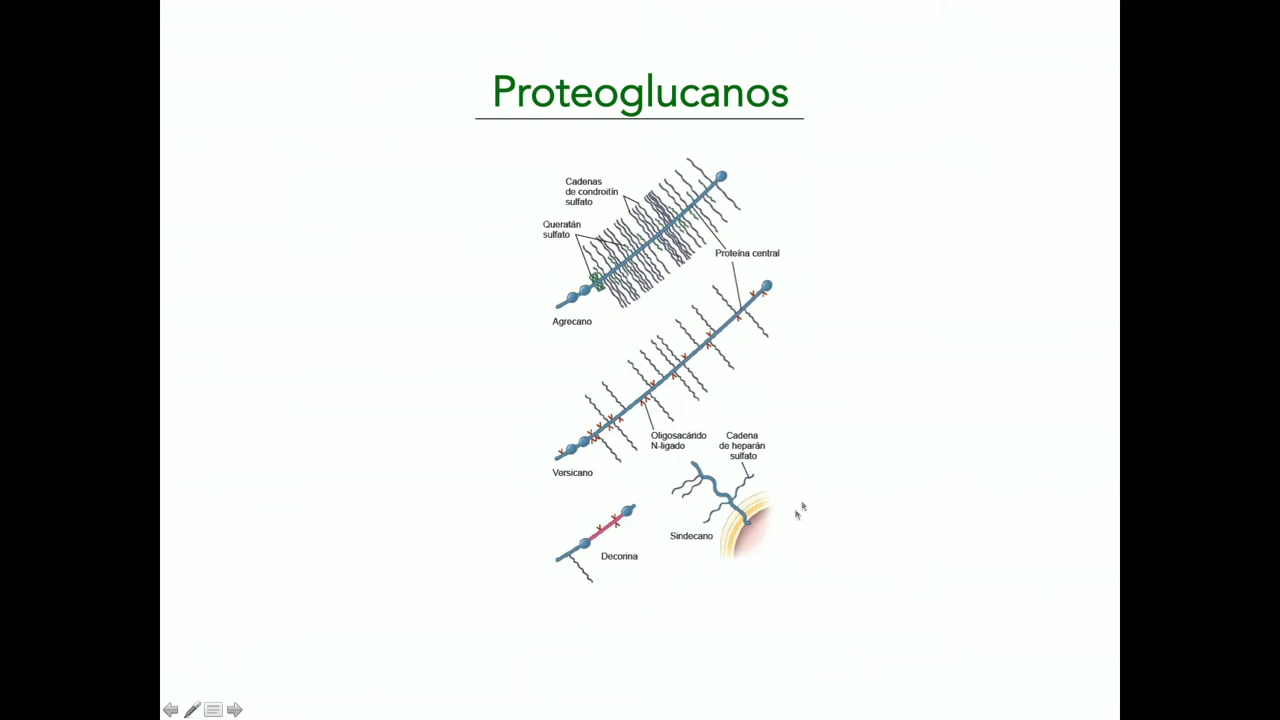 Proteoglucanos
Cadenas
de condroitín
sulfato
Queratán
sulfato
Proteína central
Agrecano
Oligosacárido
N-ligado
Cadena
de heparán
sulfato
Versicano
Sindecano
Decorina